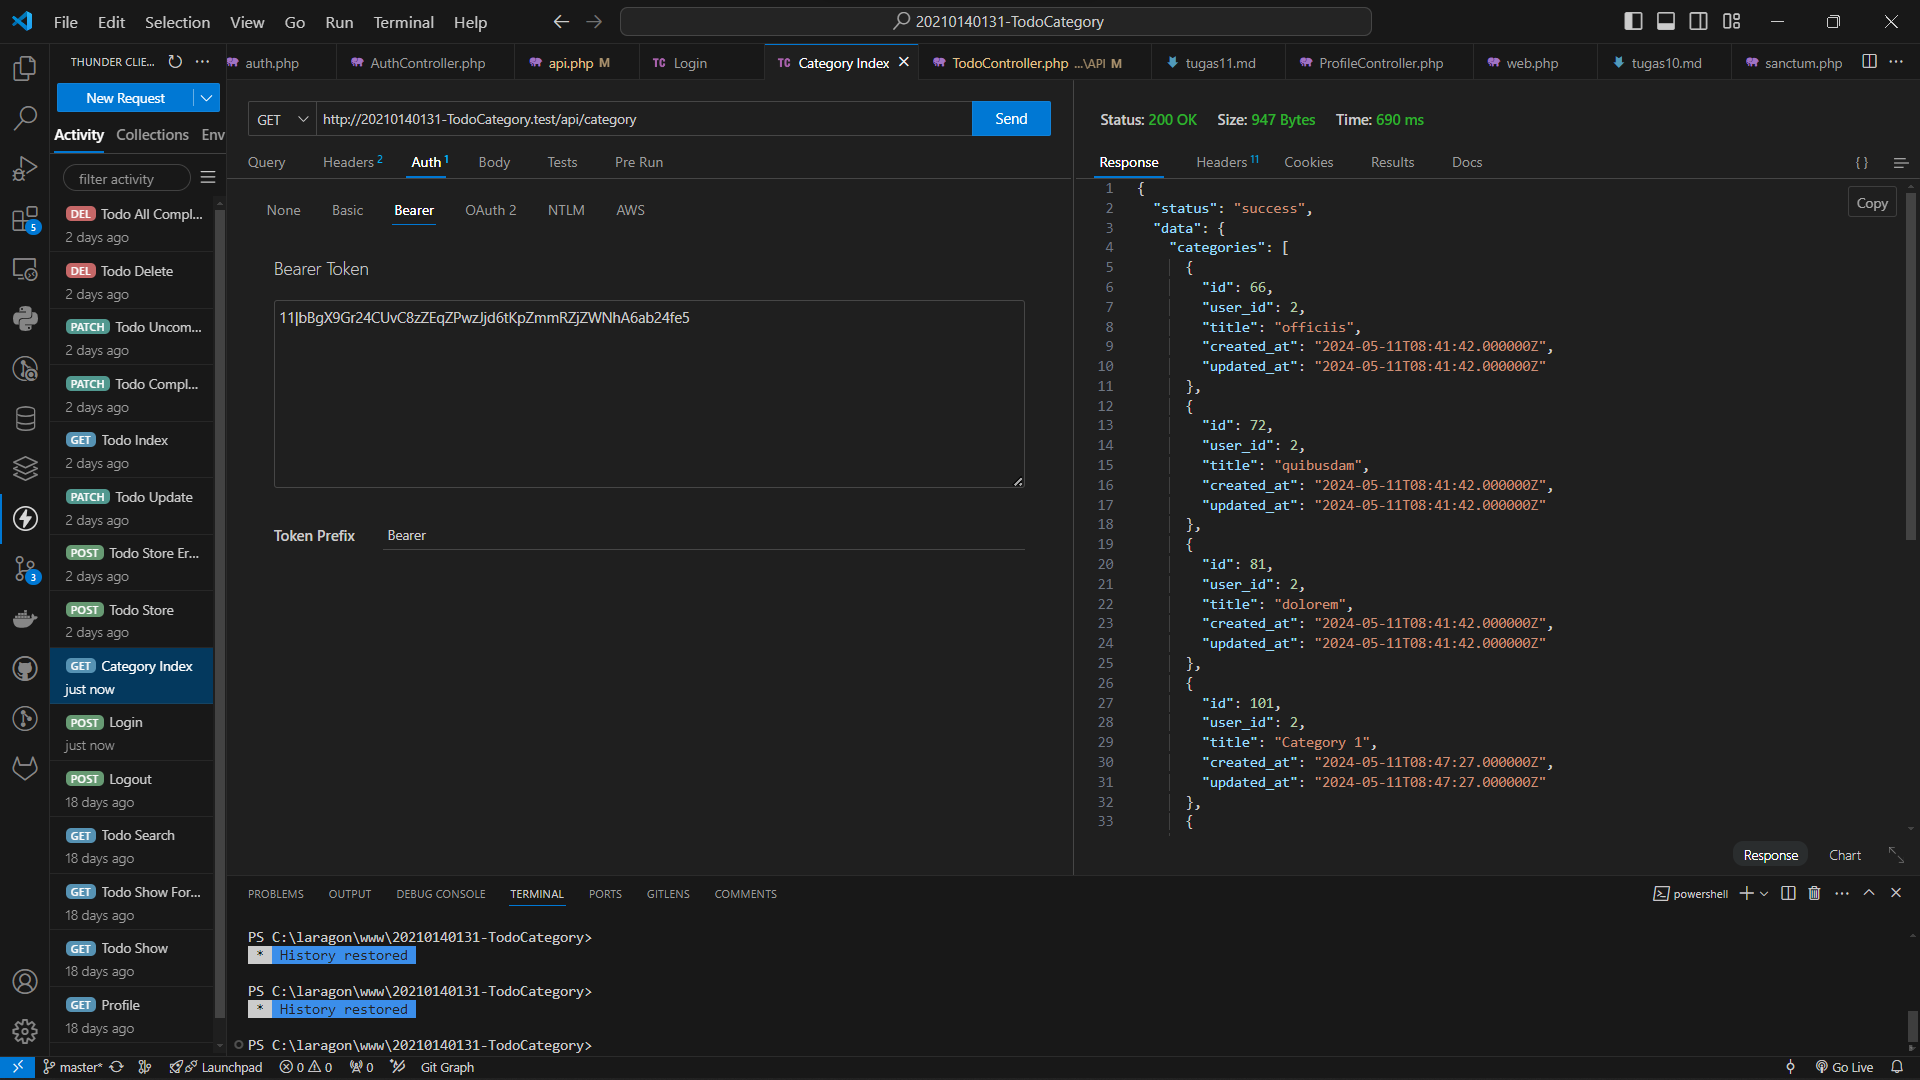 File Edit Selection View Go Run Terminal Help
20210140131-TodoCategory
THUNDER CLIE...
New Request
Activity Collections Env
filter activity
DEL Todo All Compl...
2 days ago
DEL Todo Delete
2 days ago
PATCH Todo Uncom...
2 days ago
PATCH Todo Compl...
2 days ago
GET Todo Index
2 days ago
PATCH Todo Update
2 days ago
POST Todo Store Er...
2 days ago
POST Todo Store
2 days ago
GET Category Index
just now
POST Login
just now
POST Logout
18 days ago
GET Todo Search
18 days ago
GET Todo Show For...
18 days ago
GET Todo Show
18 days ago
GET Profile
18 days ago
5
3
auth.php AuthController.php api.php M TC Login TC Category Index TodoController.php ...\API M tugas11.md ProfileController.php web.php tugas10.md sanctum.php
GET http://20210140131-TodoCategory.test/api/category Send
Query Headers 2 Auth 1 Body Tests Pre Run
None Basic Bearer OAuth 2 NTLM AWS
Bearer Token
11|bBgX9Gr24CUvC8zZEqZPwzJjd6tKpZmmRZjZWNhA6ab24fe5
Token Prefix Bearer
Status: 200 OK Size: 947 Bytes Time: 690 ms
Response Headers 11 Cookies Results Docs { }
Copy
1 {
2 "status": "success",
3 "data": {
4 "categories": [
5 {
6 "id": 66,
7 "user_id": 2,
8 "title": "officiis",
9 "created_at": "2024-05-11T08:41:42.000000Z",
10 "updated_at": "2024-05-11T08:41:42.000000Z"
11 },
12 {
13 "id": 72,
14 "user_id": 2,
15 "title": "quibusdam",
16 "created_at": "2024-05-11T08:41:42.000000Z",
17 "updated_at": "2024-05-11T08:41:42.000000Z"
18 },
19 {
20 "id": 81,
21 "user_id": 2,
22 "title": "dolorem",
23 "created_at": "2024-05-11T08:41:42.000000Z",
24 "updated_at": "2024-05-11T08:41:42.000000Z"
25 },
26 {
27 "id": 101,
28 "user_id": 2,
29 "title": "Category 1",
30 "created_at": "2024-05-11T08:47:27.000000Z",
31 "updated_at": "2024-05-11T08:47:27.000000Z"
32 },
33 {
Response Chart
PROBLEMS OUTPUT DEBUG CONSOLE TERMINAL PORTS GITLENS COMMENTS
powershell
PS C:\laragon\www\20210140131-TodoCategory>
* History restored
PS C:\laragon\www\20210140131-TodoCategory>
* History restored
PS C:\laragon\www\20210140131-TodoCategory>
master* Launchpad 0 0 0 Git Graph Go Live